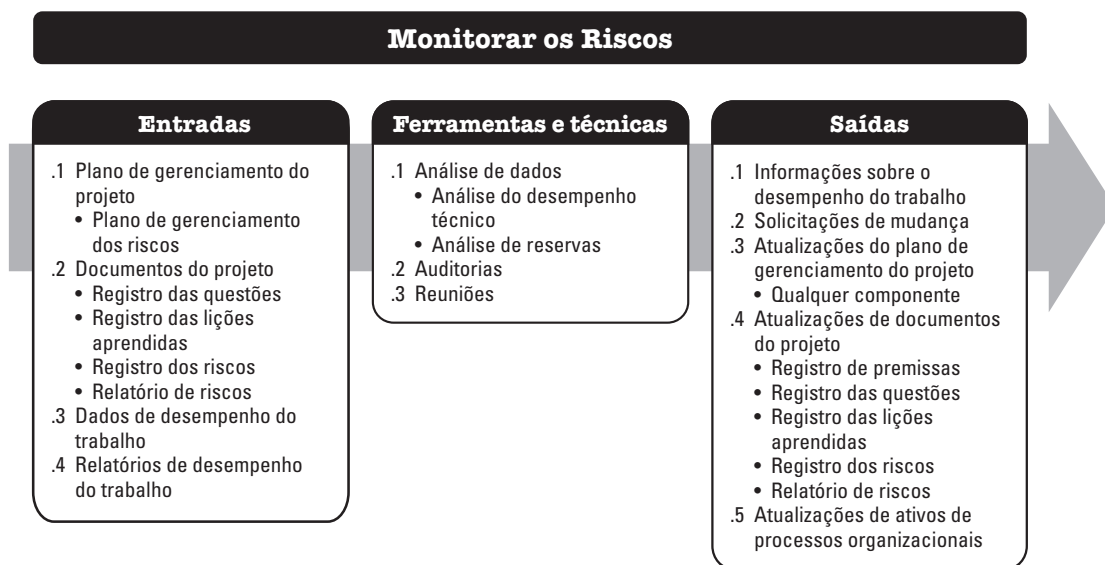 Monitorar os Riscos
Entradas
.1 Plano de gerenciamento do
projeto
• Plano de gerenciamento
dos riscos
.2 Documentos do projeto
• Registro das questões
• Registro das lições
aprendidas
• Registro dos riscos
• Relatório de riscos
.3 Dados de desempenho do
trabalho
.4 Relatórios de desempenho
do trabalho
Ferramentas e técnicas
.1 Análise de dados
• Análise do desempenho
técnico
• Análise de reservas
.2 Auditorias
.3 Reuniões
Saídas
.1 Informações sobre o
desempenho do trabalho
.2 Solicitações de mudança
.3 Atualizações do plano de
gerenciamento do projeto
• Qualquer componente
.4 Atualizações de documentos
do projeto
• Registro de premissas
• Registro das questões
• Registro das lições
aprendidas
• Registro dos riscos
• Relatório de riscos
.5 Atualizações de ativos de
processos organizacionais